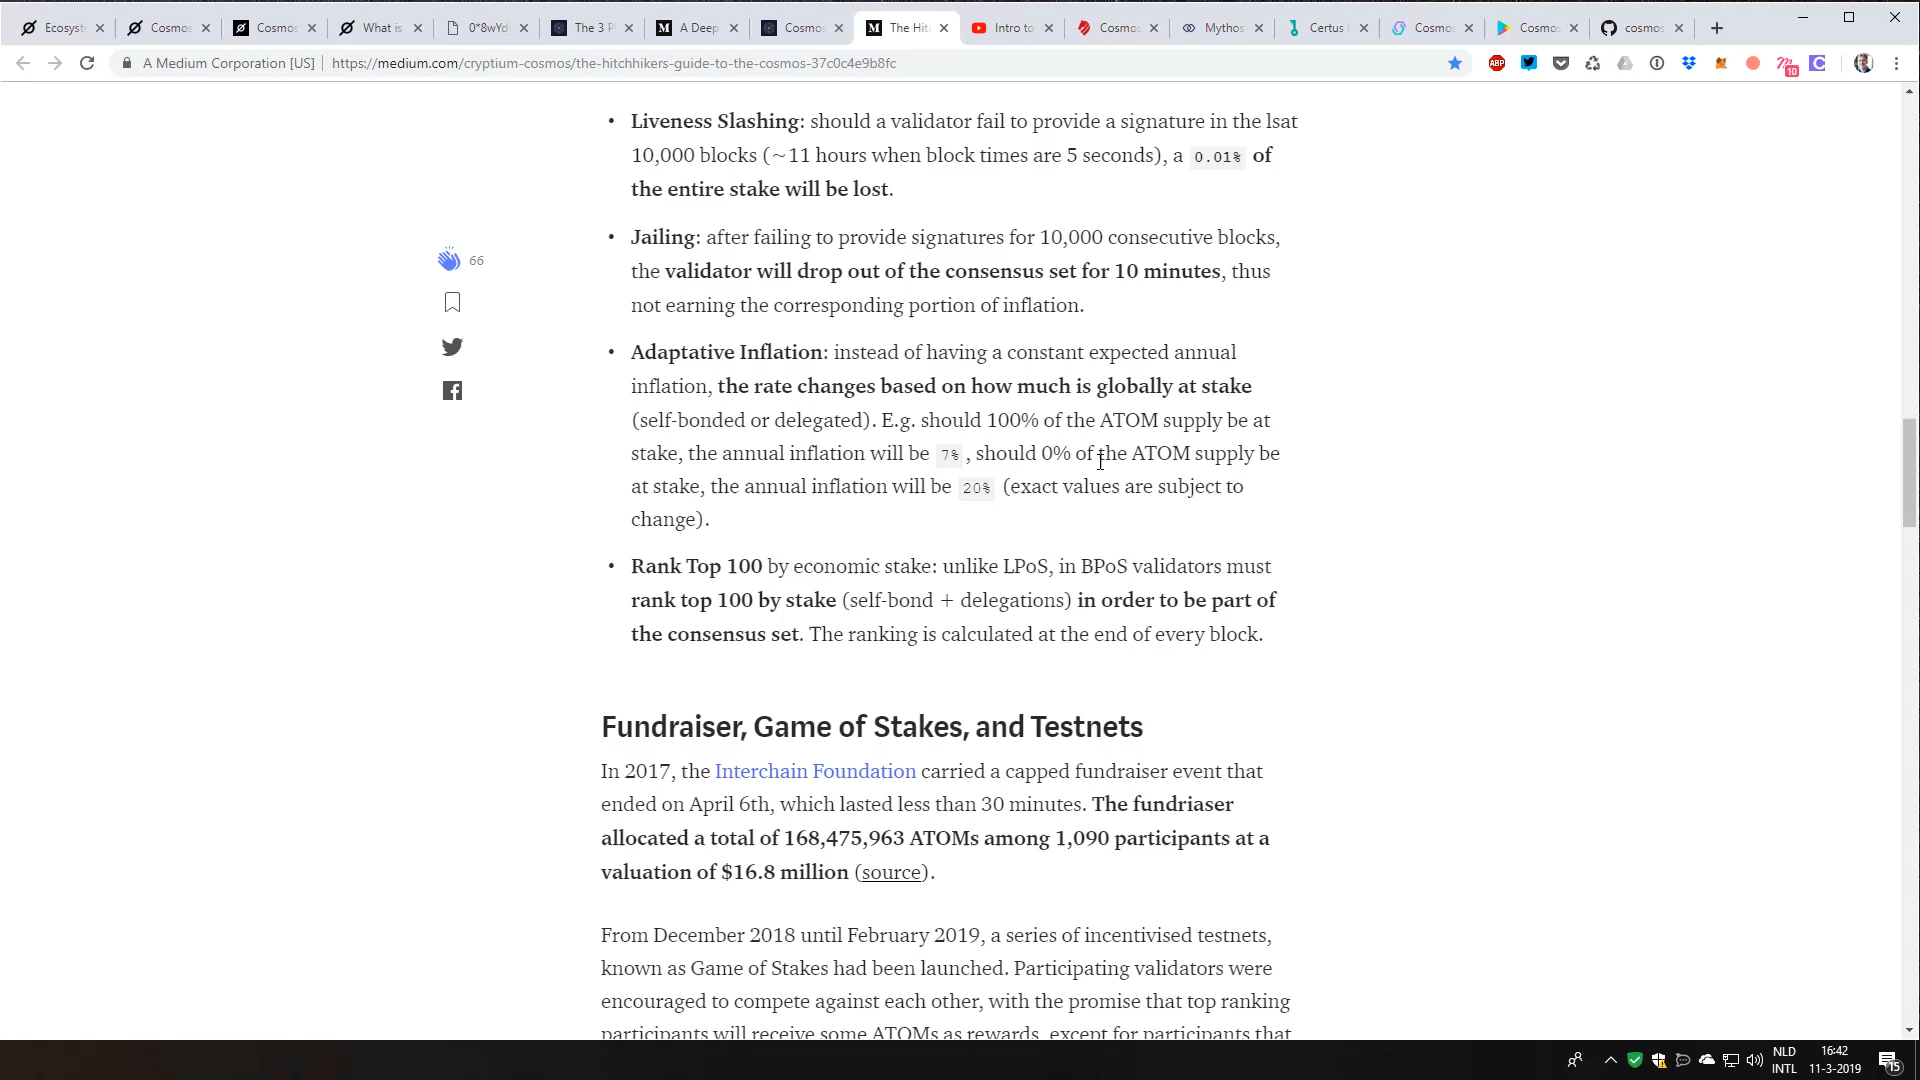 Ecosyste
Cosmos
Cosmos
What is
0*8wYd
The 3 P
A Deep
Cosmos
The Hit
Intro to
Cosmos
Mythos
Certus
Cosmos
Cosmos
cosmos
A Medium Corporation [US] | https://medium.com/cryptium-cosmos/the-hitchhikers-guide-to-the-cosmos-37c0c4e9b8fc
ABP
10
• Liveness Slashing: should a validator fail to provide a signature in the lsat
10,000 blocks (~11 hours when block times are 5 seconds), a 0.01% of
the entire stake will be lost.
• Jailing: after failing to provide signatures for 10,000 consecutive blocks,
the validator will drop out of the consensus set for 10 minutes, thus
not earning the corresponding portion of inflation.
66
• Adaptative Inflation: instead of having a constant expected annual
inflation, the rate changes based on how much is globally at stake
(self-bonded or delegated). E.g. should 100% of the ATOM supply be at
stake, the annual inflation will be 7%, should 0% of the ATOM supply be
at stake, the annual inflation will be 20% (exact values are subject to
change).
• Rank Top 100 by economic stake: unlike LPoS, in BPoS validators must
rank top 100 by stake (self-bond + delegations) in order to be part of
the consensus set. The ranking is calculated at the end of every block.
Fundraiser, Game of Stakes, and Testnets
In 2017, the Interchain Foundation carried a capped fundraiser event that
ended on April 6th, which lasted less than 30 minutes. The fundriaser
allocated a total of 168,475,963 ATOMs among 1,090 participants at a
valuation of $16.8 million (source).
From December 2018 until February 2019, a series of incentivised testnets,
known as Game of Stakes had been launched. Participating validators were
encouraged to compete against each other, with the promise that top ranking
participants will receive some ATOMs as rewards, except for participants that
NLD
INTL
16:42
11-3-2019
15